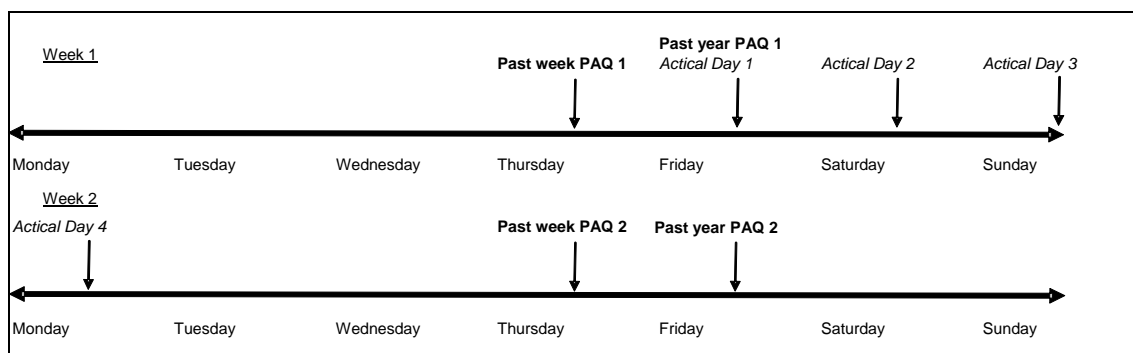 Week 1
Past year PAQ 1
Past week PAQ 1 Actical Day 1 Actical Day 2 Actical Day 3
Monday Tuesday Wednesday Thursday Friday Saturday Sunday
Week 2
Actical Day 4 Past week PAQ 2 Past year PAQ 2
Monday Tuesday Wednesday Thursday Friday Saturday Sunday